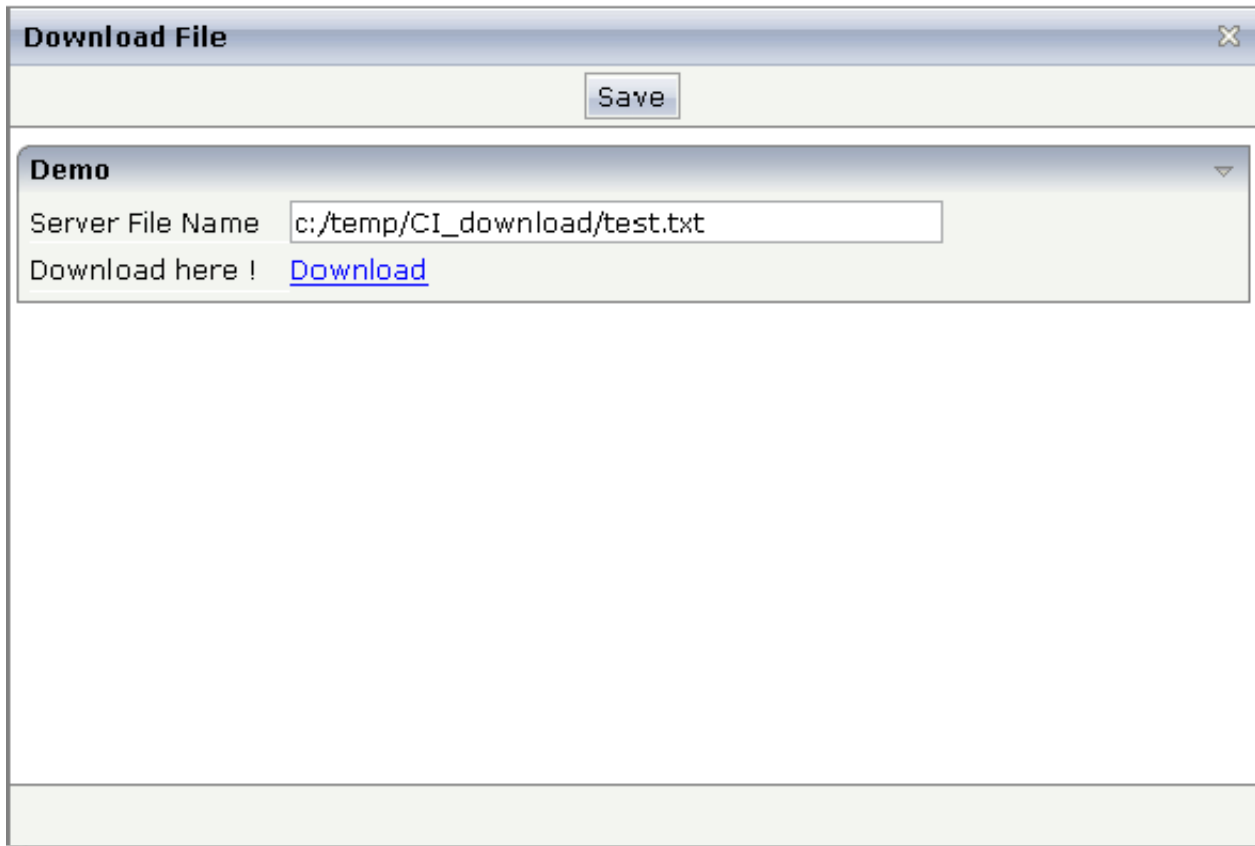 Download File
Save
Demo
Server File Name c:/temp/CI_download/test.txt
Download here ! Download